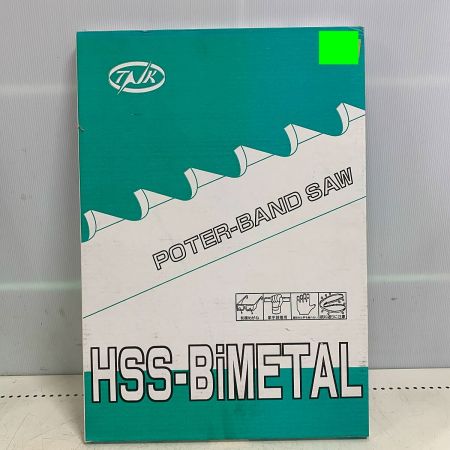 TNK
POTER-BAND SAW
HSS-BiMETAL